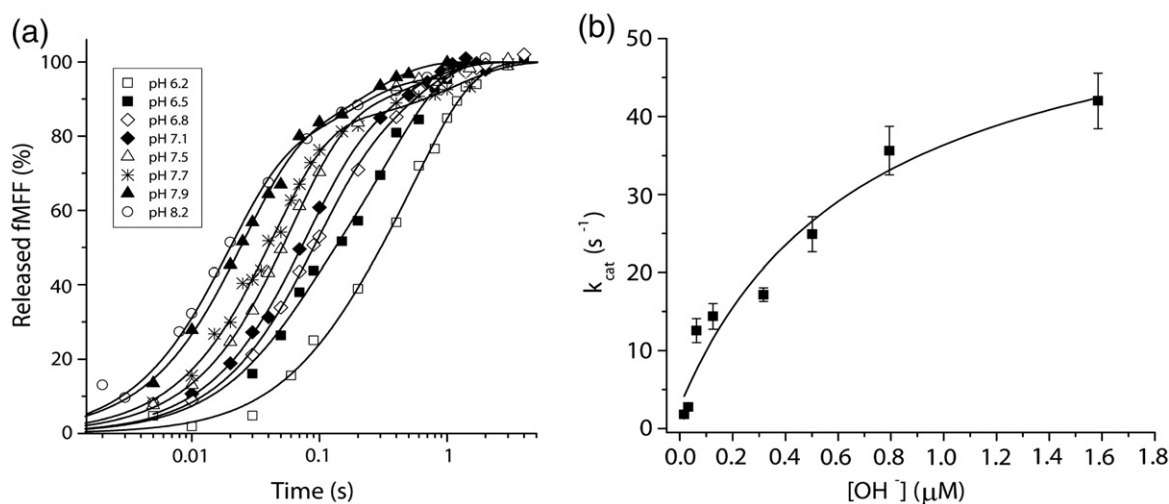 (a)
100
80
60
40
20
0
Released fMFF (%)
pH 6.2
pH 6.5
pH 6.8
pH 7.1
pH 7.5
pH 7.7
pH 7.9
pH 8.2
0.01 0.1 1
Time (s)
(b)
50
40
30
20
10
0
k cat (s⁻¹)
0.0 0.2 0.4 0.6 0.8 1.0 1.2 1.4 1.6 1.8
[OH⁻] (μM)